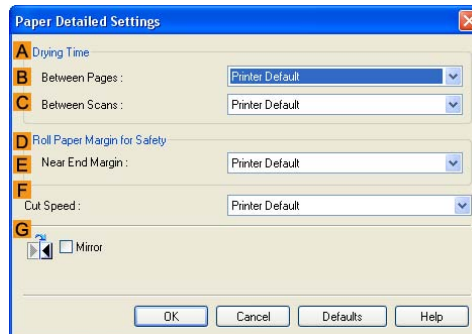 Paper Detailed Settings
A Drying Time
B Between Pages : Printer Default
C Between Scans : Printer Default
D Roll Paper Margin for Safety
E Near End Margin : Printer Default
F
Cut Speed : Printer Default
G
Mirror
OK Cancel Defaults Help